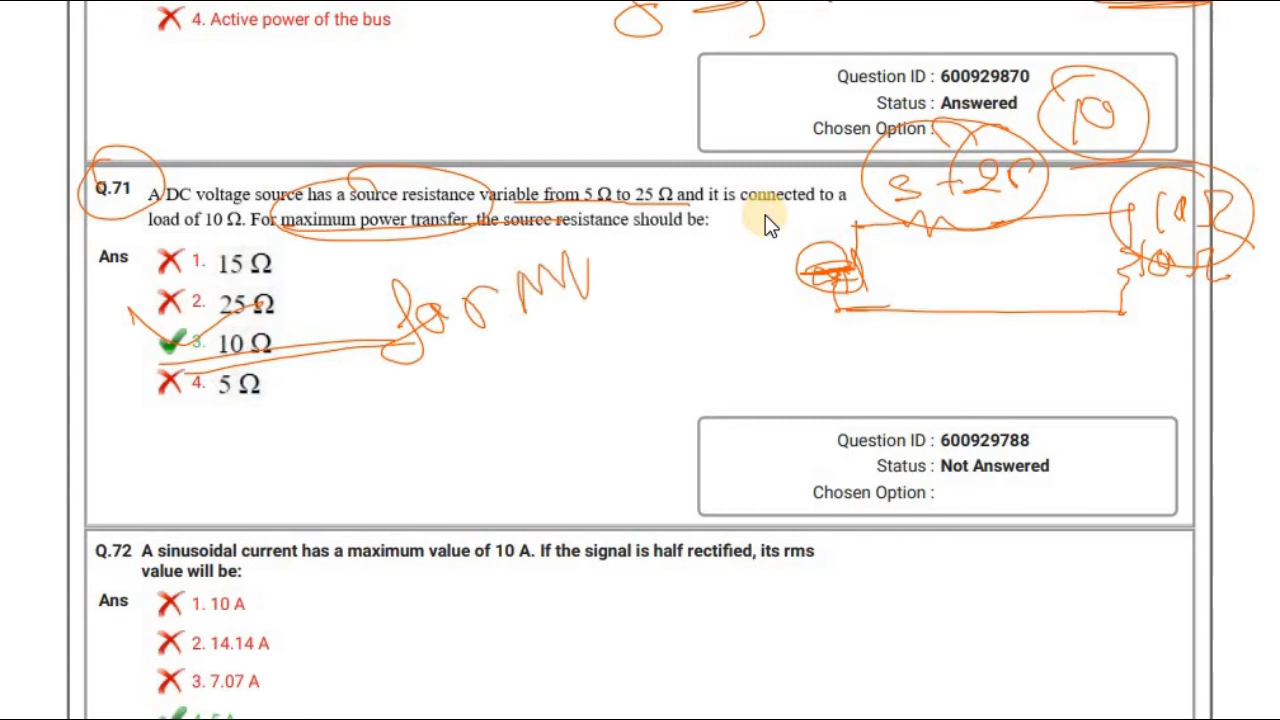 4. Active power of the bus
Question ID : 600929870
Status : Answered
Chosen Option :
Q.71 A DC voltage source has a source resistance variable from 5 Ω to 25 Ω and it is connected to a
load of 10 Ω. For maximum power transfer, the source resistance should be:
Ans
1. 15 Ω
2. 25 Ω
3. 10 Ω
4. 5 Ω
for
10 Ω
Question ID : 600929788
Status : Not Answered
Chosen Option :
Q.72 A sinusoidal current has a maximum value of 10 A. If the signal is half rectified, its rms
value will be:
Ans
1. 10 A
2. 14.14 A
3. 7.07 A
4. 5 A